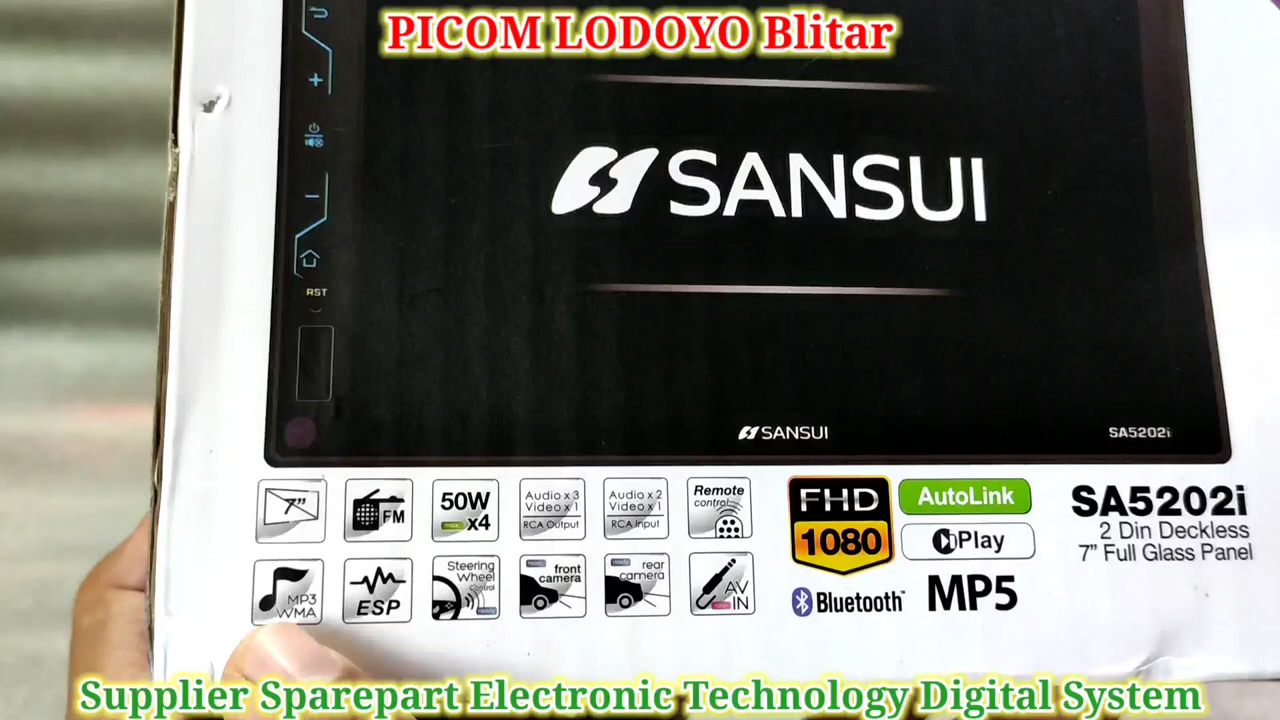 PICOM LODOYO Blitar
SANSUI
RST
SANSUI
SA5202i
7"
FM
50W
max x4
Audio x 3
Video x 1
RCA Output
Audio x 2
Video x 1
RCA Input
Remote
control
FHD
1080
AutoLink
Play
SA5202i
2 Din Deckless
7" Full Glass Panel
MP3
WMA
ESP
Steering
Wheel
Control
ready
front
camera
ready
rear
camera
AV
IN
Bluetooth
MP5
Supplier Sparepart Electronic Technology Digital System